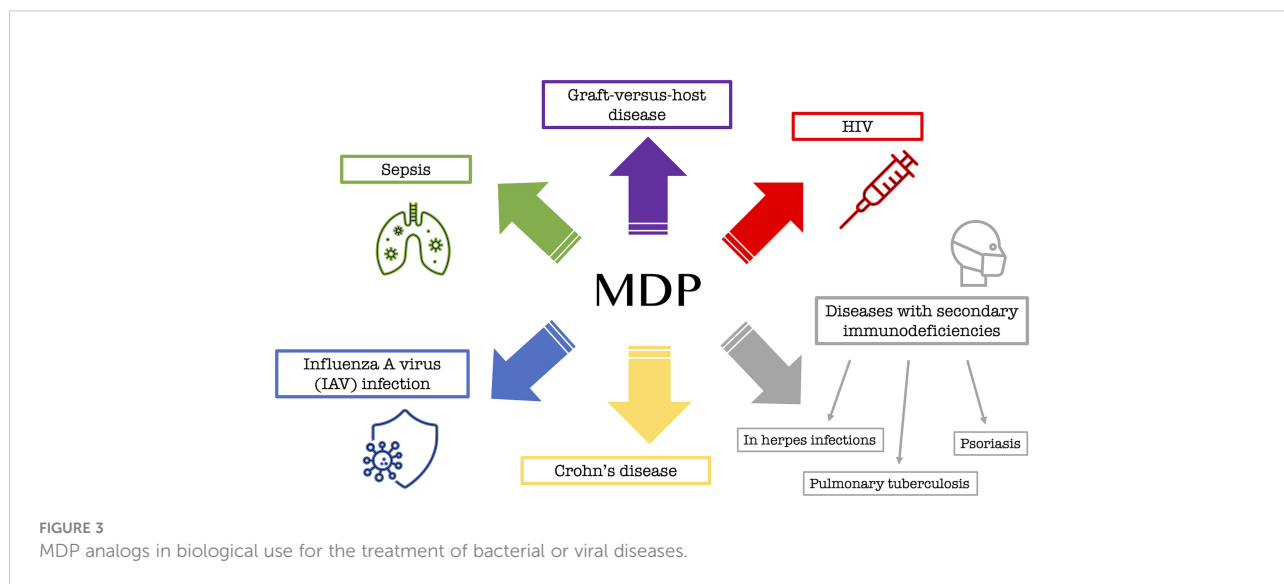 Graft-versus-host
disease
HIV
Sepsis
MDP
Diseases with secondary
immunodeficiencies
Influenza A virus
(IAV) infection
In herpes infections
Psoriasis
Crohn's disease
Pulmonary tuberculosis
FIGURE 3
MDP analogs in biological use for the treatment of bacterial or viral diseases.